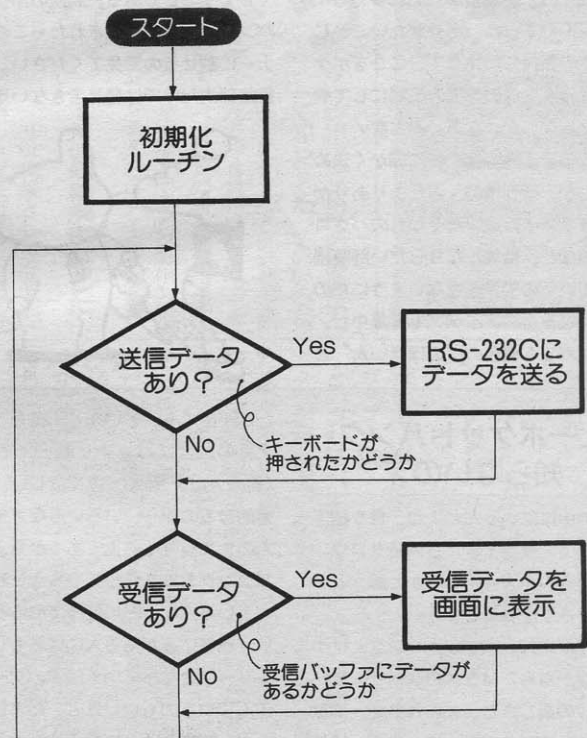 スタート
初期化
ルーチン
送信データ
あり？
Yes
RS-232Cに
データを送る
No
キーボードが
押されたかどうか
受信データ
あり？
Yes
受信データを
画面に表示
No
受信バッファにデータが
あるかどうか